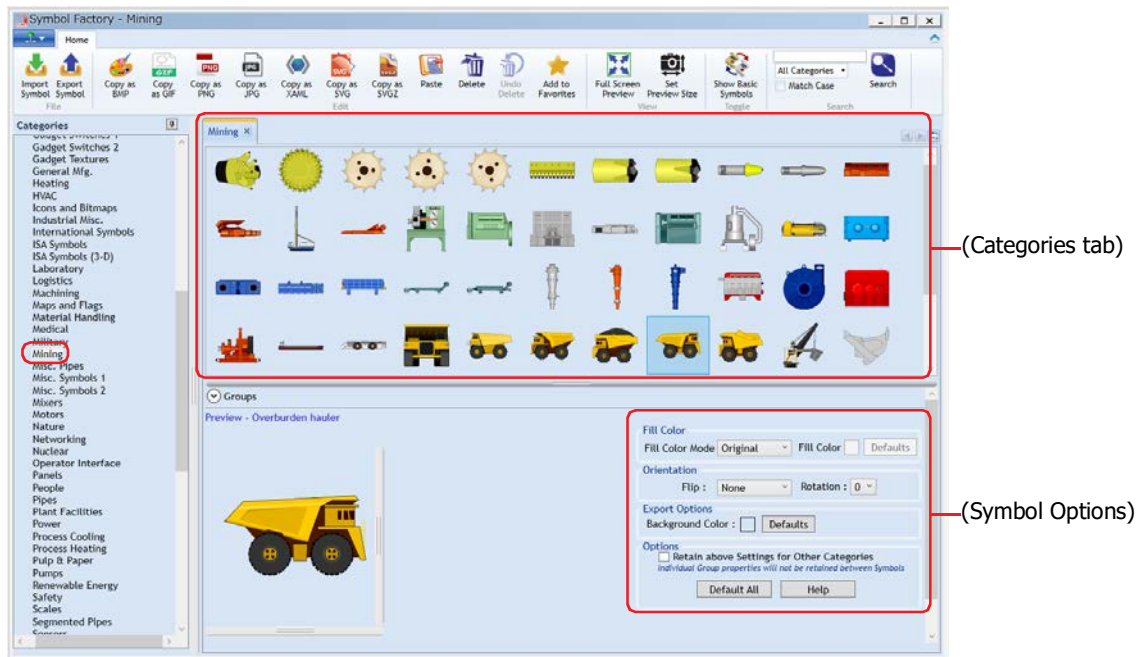 Symbol Factory - Mining
Home
Import Symbol
Export Symbol
Copy as BMP
Copy as GIF
Copy as PNG
Copy as JPG
Copy as XAML
Copy as SVG
Copy as SVGZ
Paste
Delete
Undo Delete
Add to Favorites
Full Screen Preview
Set Preview Size
Show Basic Symbols
All Categories
Match Case
Search
File
Edit
View
Toggle
Search
Categories
Gadget Switches 1
Gadget Switches 2
Gadget Textures
General Mfg.
Heating
HVAC
Icons and Bitmaps
Industrial Misc.
International Symbols
ISA Symbols
ISA Symbols (3-D)
Laboratory
Logistics
Machining
Maps and Flags
Material Handling
Medical
Military
Mining
Misc. Pipes
Misc. Symbols 1
Misc. Symbols 2
Mixers
Motors
Nature
Networking
Nuclear
Operator Interface
Panels
People
Pipes
Plant Facilities
Power
Process Cooling
Process Heating
Pulp & Paper
Pumps
Renewable Energy
Safety
Scales
Segmented Pipes
Sensors
Mining
(Categories tab)
Groups
Preview - Overburden hauler
Fill Color
Fill Color Mode Original Fill Color Defaults
Orientation
Flip : None Rotation : 0
Export Options
Background Color : Defaults
Options
Retain above Settings for Other Categories
Individual Group properties will not be retained between Symbols
Default All Help
(Symbol Options)